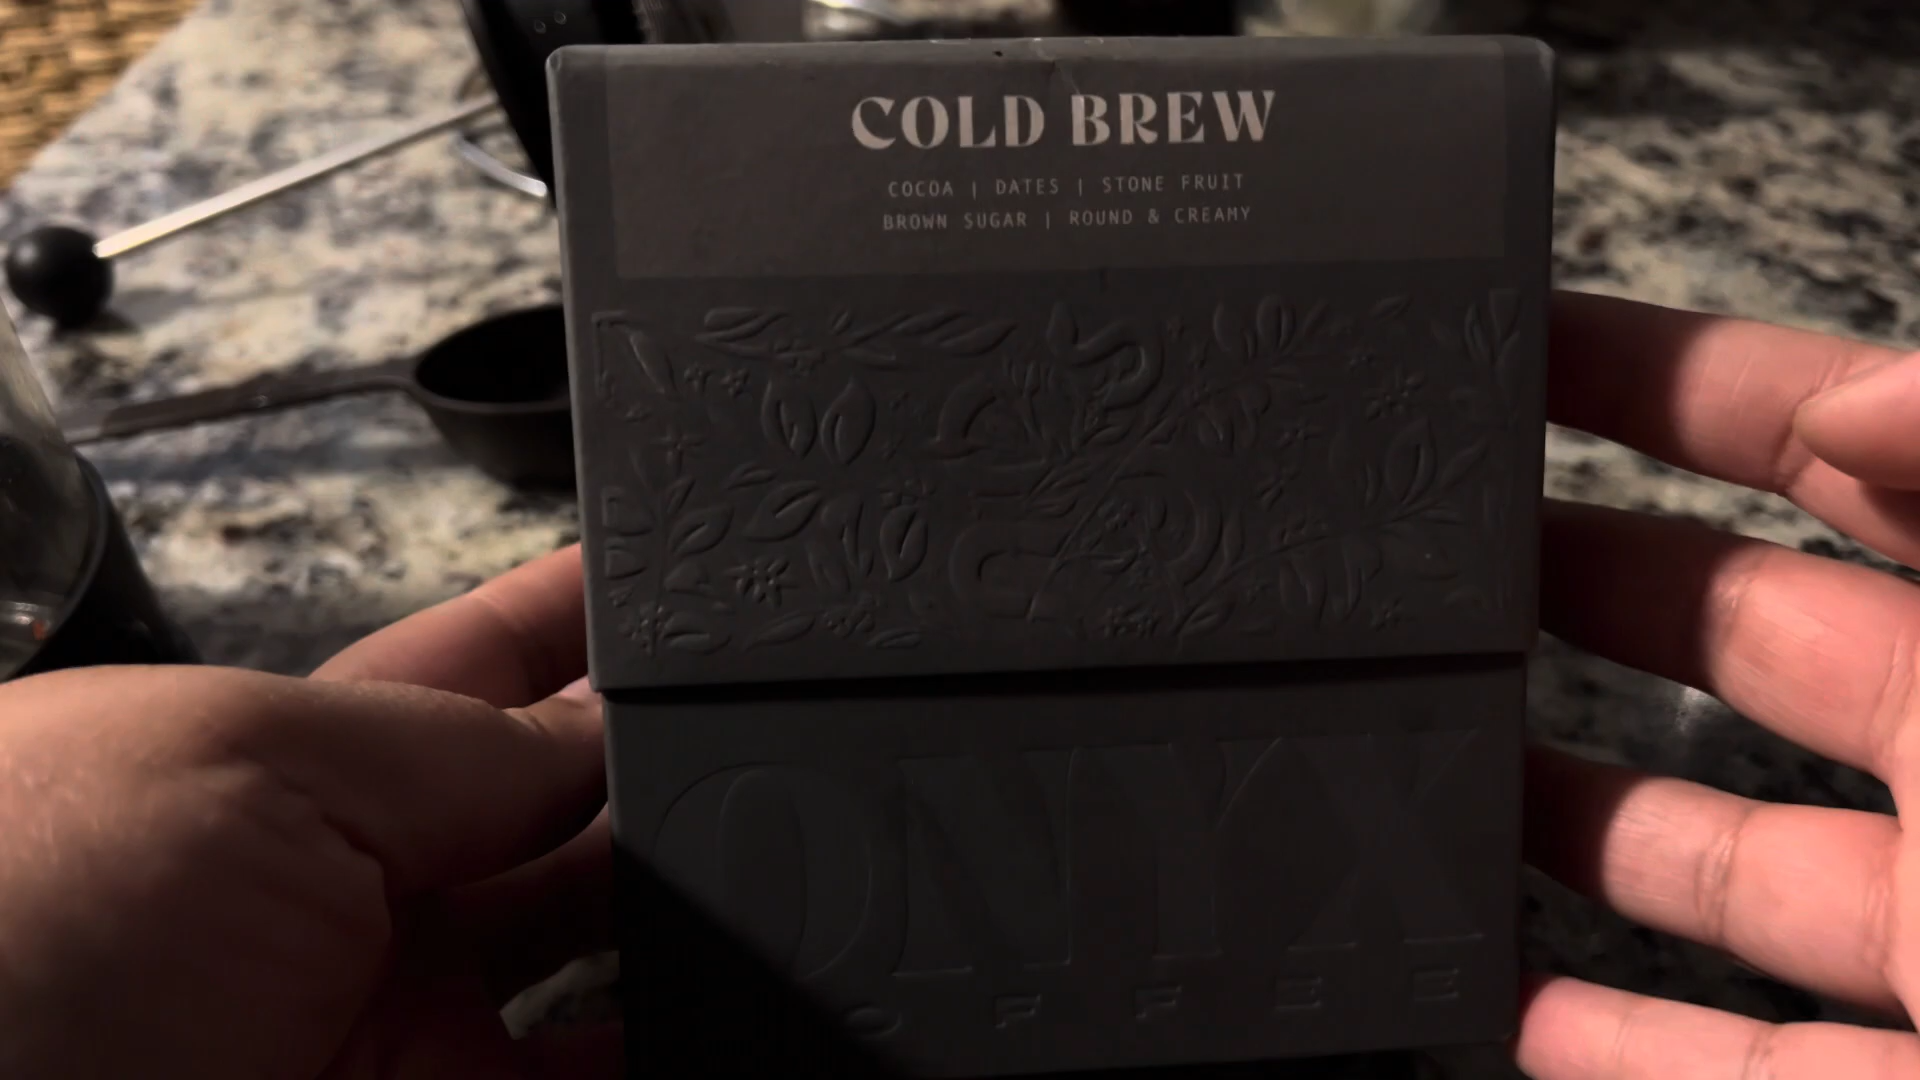 COLD BREW
COCOA | DATES | STONE FRUIT
BROWN SUGAR | ROUND & CREAMY
ONYX
COFFEE